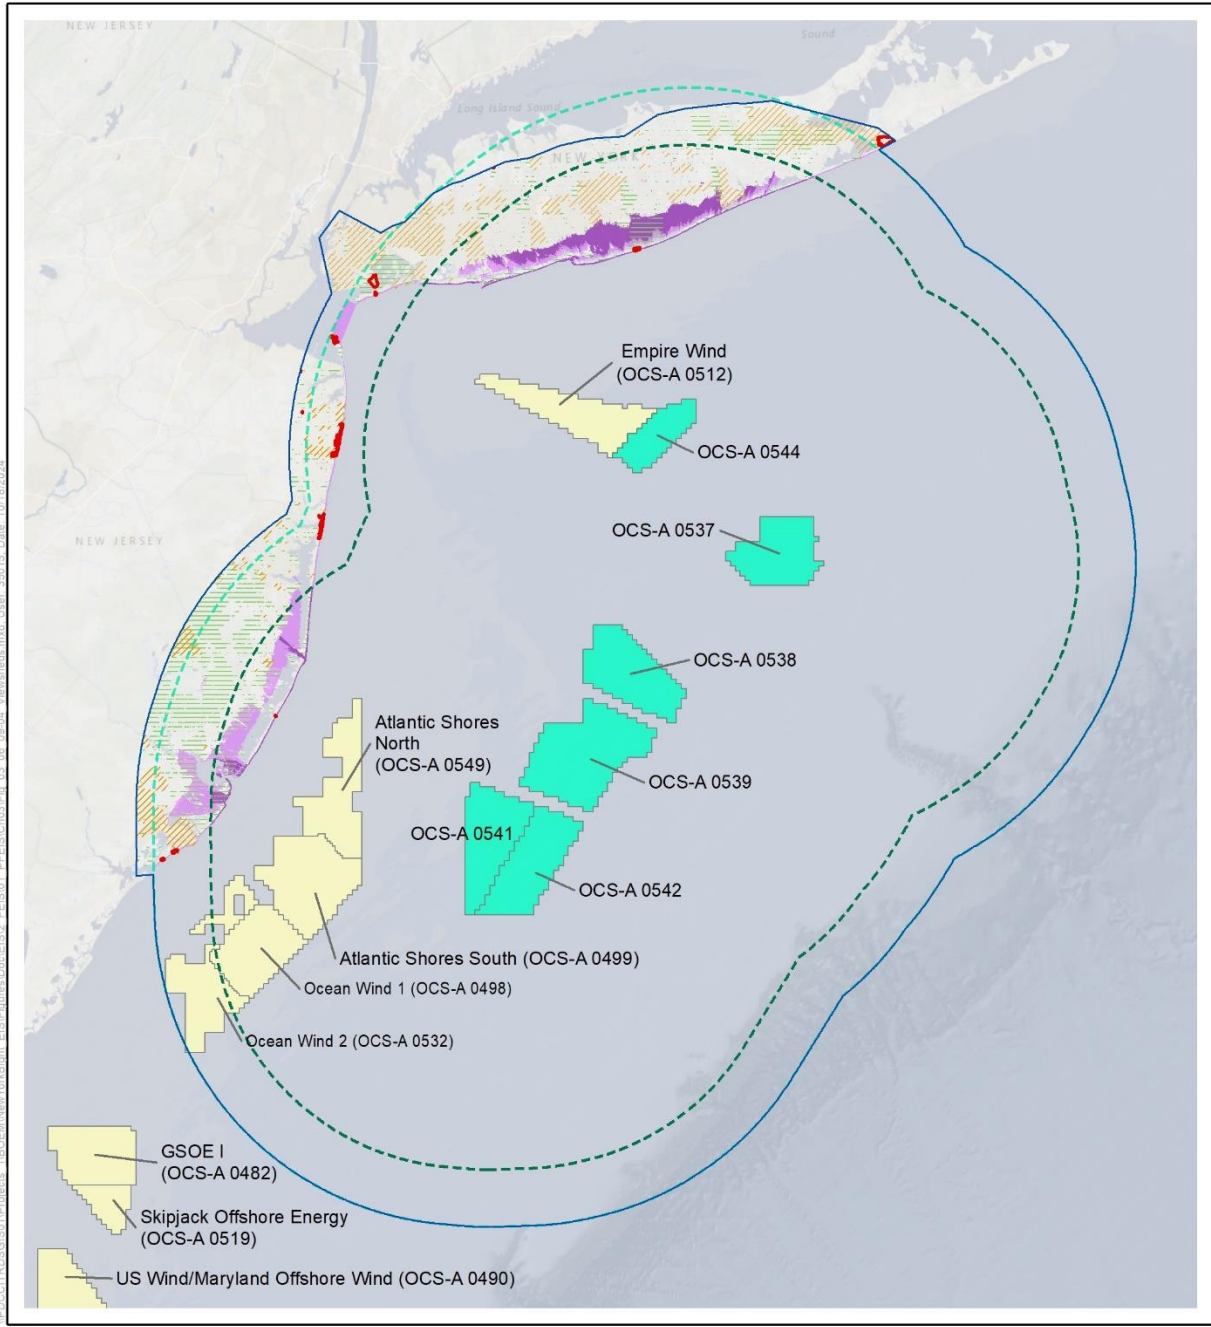 NEW JERSEY
Sound
Long Island Sound
NEW YORK
Empire Wind
(OCS-A 0512)
OCS-A 0544
OCS-A 0537
NEW JERSEY
OCS-A 0538
Atlantic Shores
North
(OCS-A 0549)
OCS-A 0539
OCS-A 0541
OCS-A 0542
Atlantic Shores South (OCS-A 0499)
Ocean Wind 1 (OCS-A 0498)
Ocean Wind 2 (OCS-A 0532)
GSOE I
(OCS-A 0482)
Skipjack Offshore Energy
(OCS-A 0519)
US Wind/Maryland Offshore Wind (OCS-A 0490)